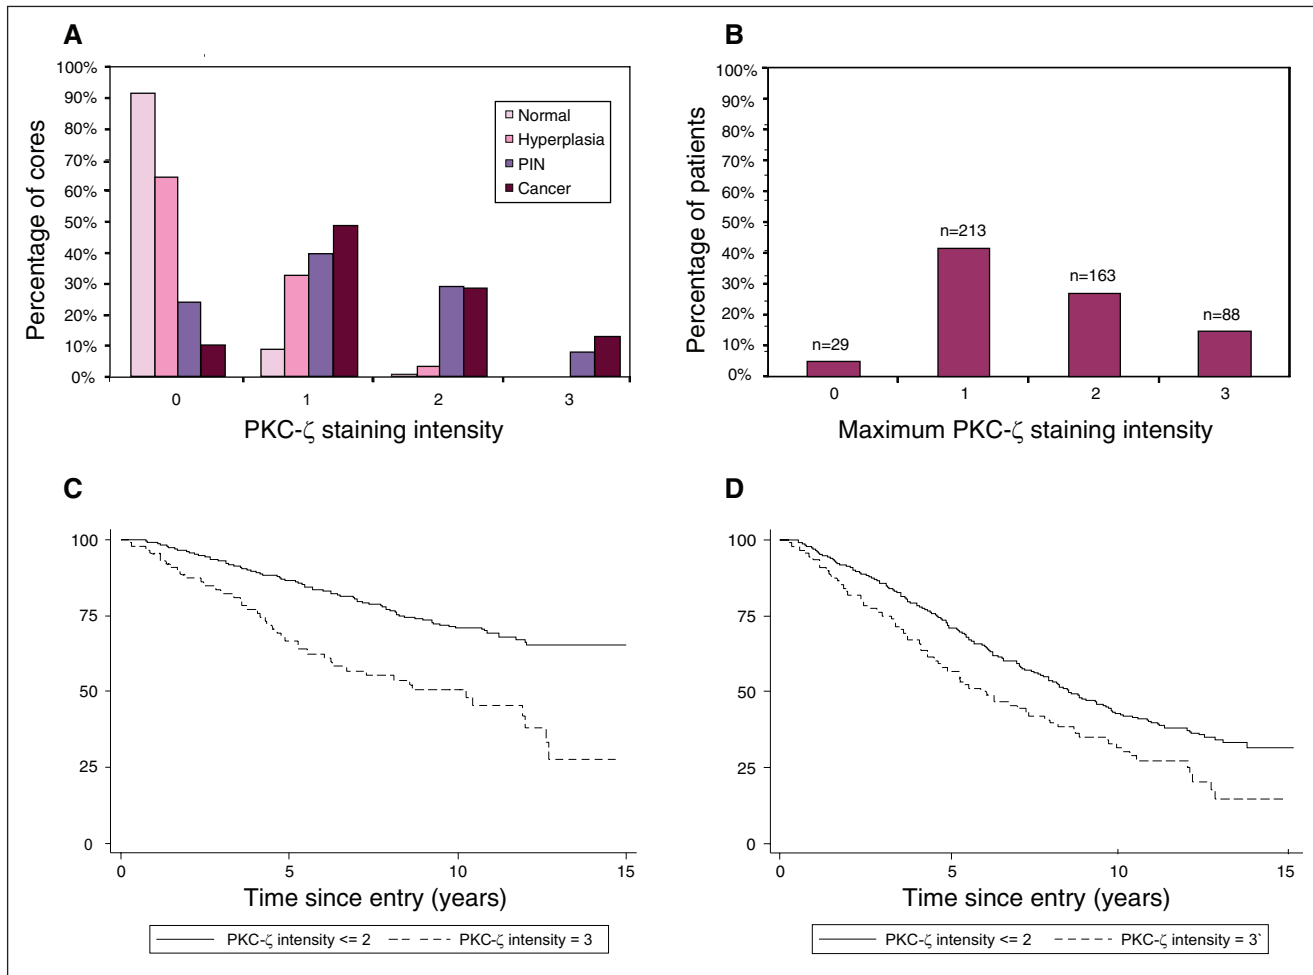 A
100%
90%
80%
70%
60%
50%
40%
30%
20%
10%
0%
Percentage of cores
Normal
Hyperplasia
PIN
Cancer
0 1 2 3
PKC-ζ staining intensity
B
100%
90%
80%
70%
60%
50%
40%
30%
20%
10%
0%
Percentage of patients
n=29
n=213
n=163
n=88
0 1 2 3
Maximum PKC-ζ staining intensity
C
100
75
50
25
0
0 5 10 15
Time since entry (years)
PKC-ζ intensity <= 2 PKC-ζ intensity = 3
D
100
75
50
25
0
0 5 10 15
Time since entry (years)
PKC-ζ intensity <= 2 PKC-ζ intensity = 3`